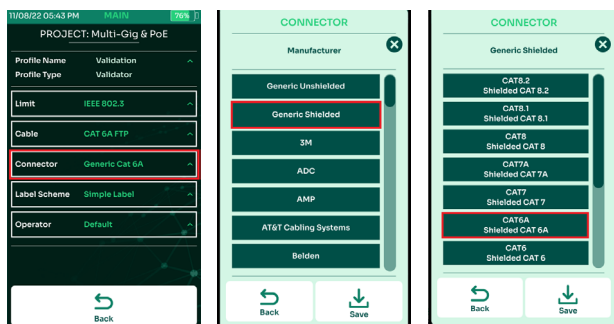 11/08/22 05:43 PM MAIN 76%
PROJECT: Multi-Gig & PoE
Profile Name Validation
Profile Type Validator
Limit IEEE 802.3
Cable CAT 6A FTP
Connector Generic Cat 6A
Label Scheme Simple Label
Operator Default
Back
CONNECTOR
Manufacturer
Generic Unshielded
Generic Shielded
3M
ADC
AMP
AT&T Cabling Systems
Belden
Back Save
CONNECTOR
Generic Shielded
CAT8.2
Shielded CAT 8.2
CAT8.1
Shielded CAT 8.1
CAT8
Shielded CAT 8
CAT7A
Shielded CAT 7A
CAT7
Shielded CAT 7
CAT6A
Shielded CAT 6A
CAT6
Shielded CAT 6
Back Save